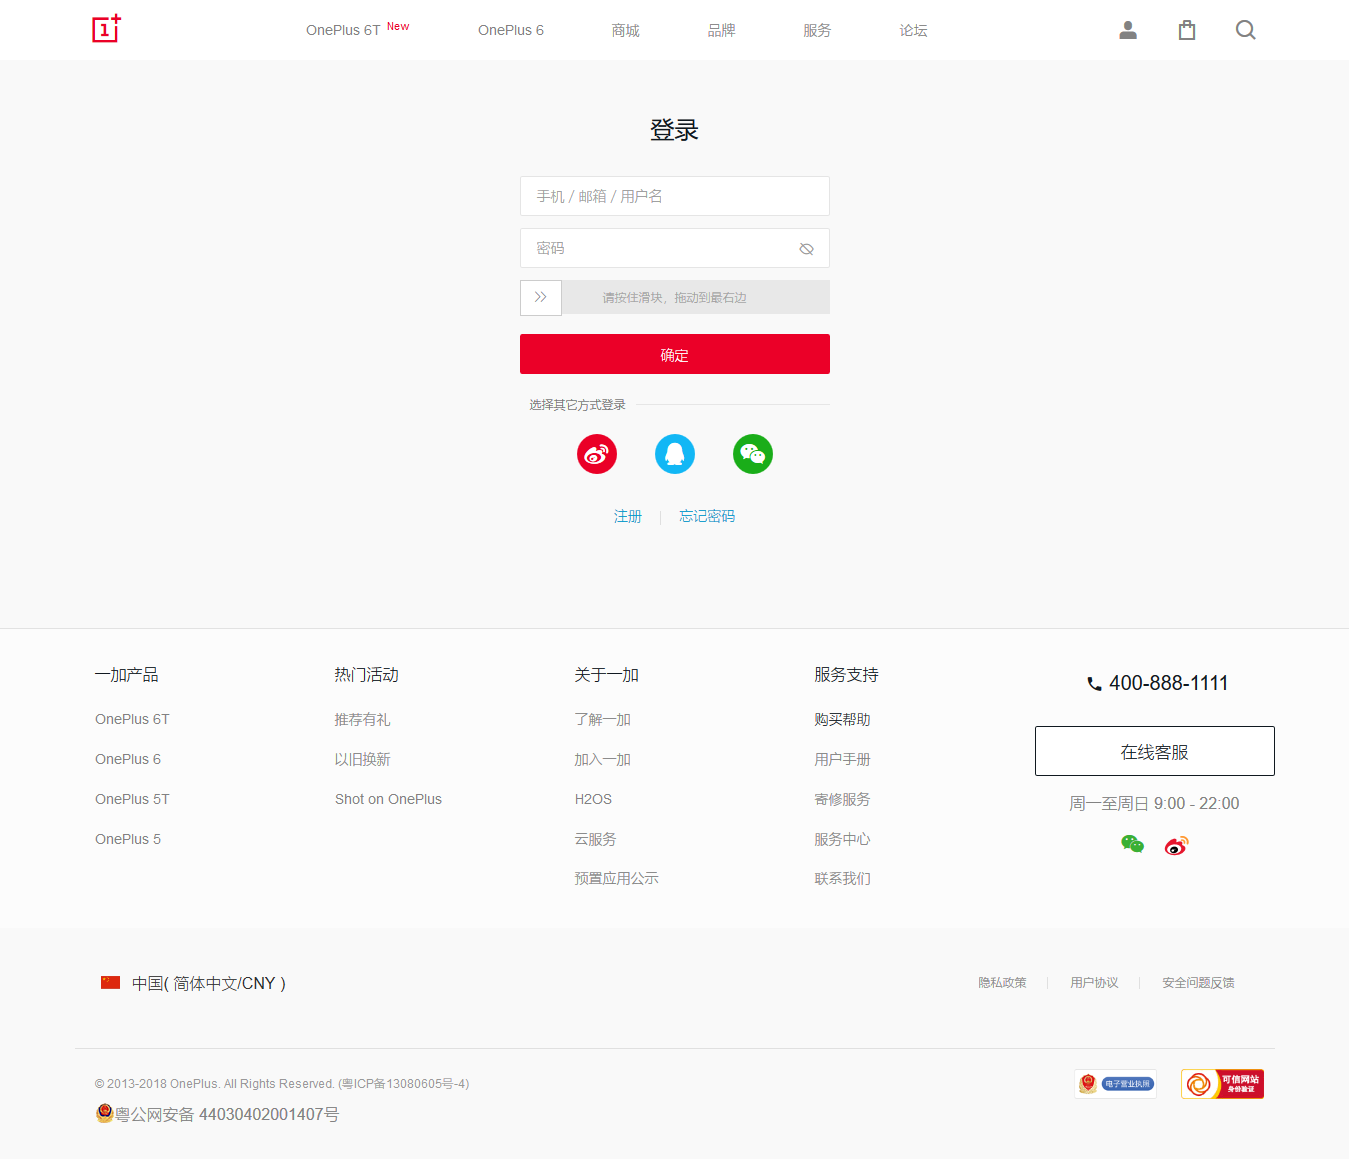 OnePlus 6T New OnePlus 6 商城 品牌 服务 论坛
登录
手机 / 邮箱 / 用户名
密码
请按住滑块，拖动到最右边
确定
选择其它方式登录
注册 忘记密码
一加产品
OnePlus 6T
OnePlus 6
OnePlus 5T
OnePlus 5
热门活动
推荐有礼
以旧换新
Shot on OnePlus
关于一加
了解一加
加入一加
H2OS
云服务
预置应用公示
服务支持
购买帮助
用户手册
寄修服务
服务中心
联系我们
400-888-1111
在线客服
周一至周日 9:00 - 22:00
中国( 简体中文/CNY )
隐私政策 用户协议 安全问题反馈
© 2013-2018 OnePlus. All Rights Reserved. (粤ICP备13080605号-4)
粤公网安备 44030402001407号
电子营业执照
可信网站
身份验证